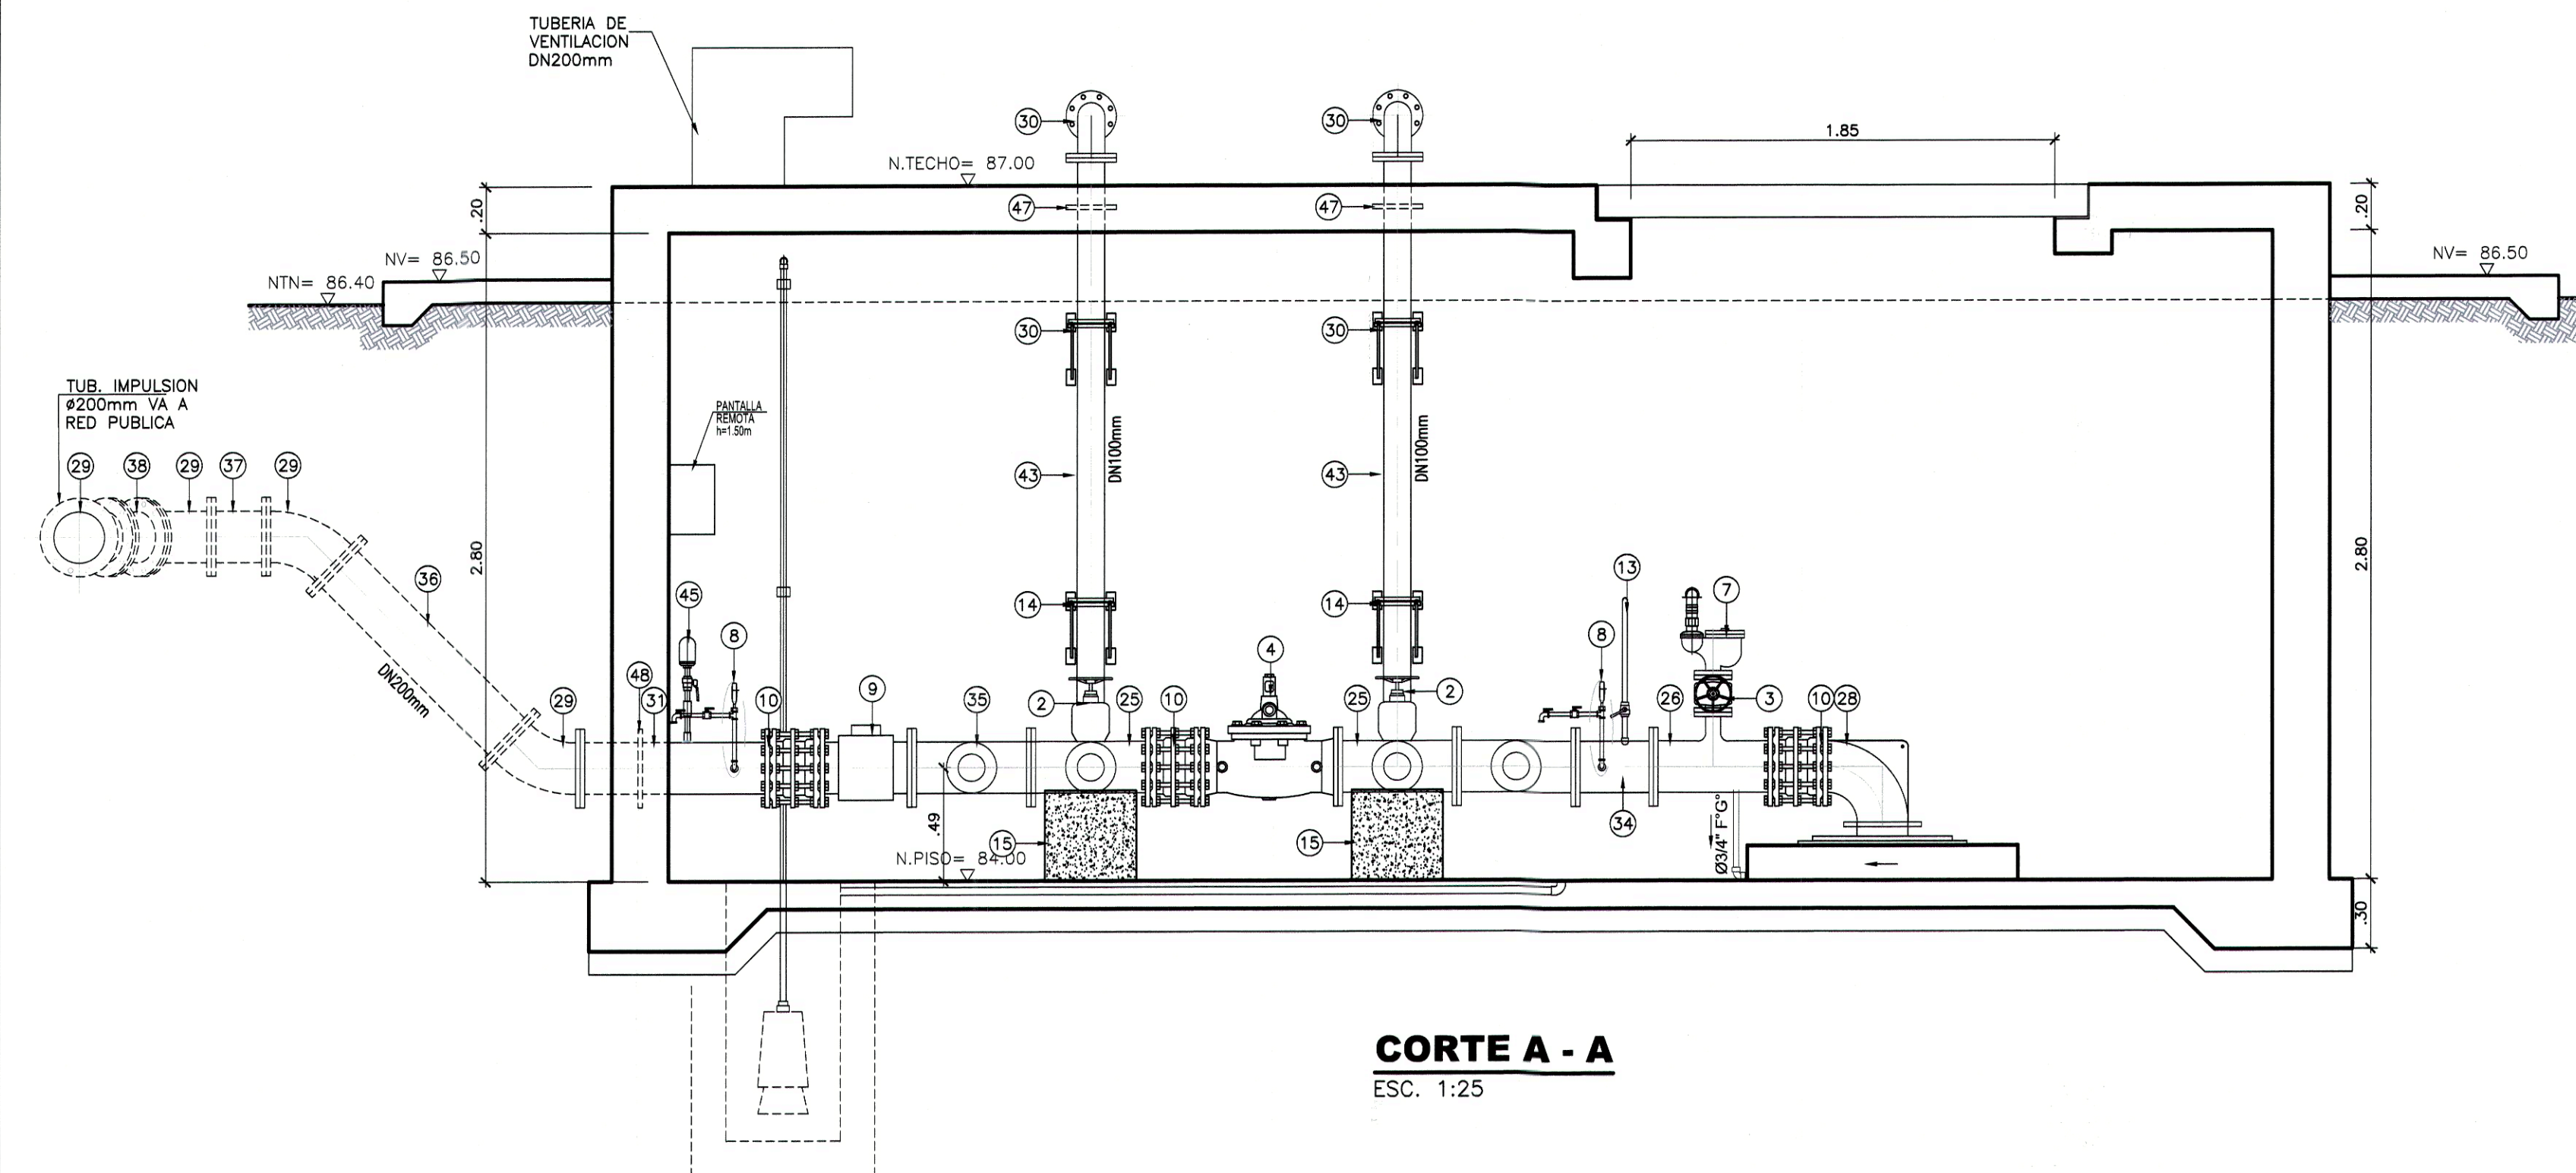 TUBERIA DE
VENTILACION
DN200mm
30
30
1.85
N.TECHO= 87.00
.20
47
47
.20
NV= 86.50
NTN= 86.40
NV= 86.50
30
30
TUB. IMPULSION
ø200mm VA A
RED PUBLICA
PANTALLA
REMOTA
h=1.50m
29
38
29
37
29
43
DN100mm
43
DN100mm
2.80
2.80
36
DN200mm
45
8
14
14
13
8
7
4
29
48
31
10
9
35
2
25
10
25
2
26
3
10
28
.49
15
15
34
Ø3/4" F°G°
N.PISO= 84.00
.30
CORTE A - A
ESC. 1:25